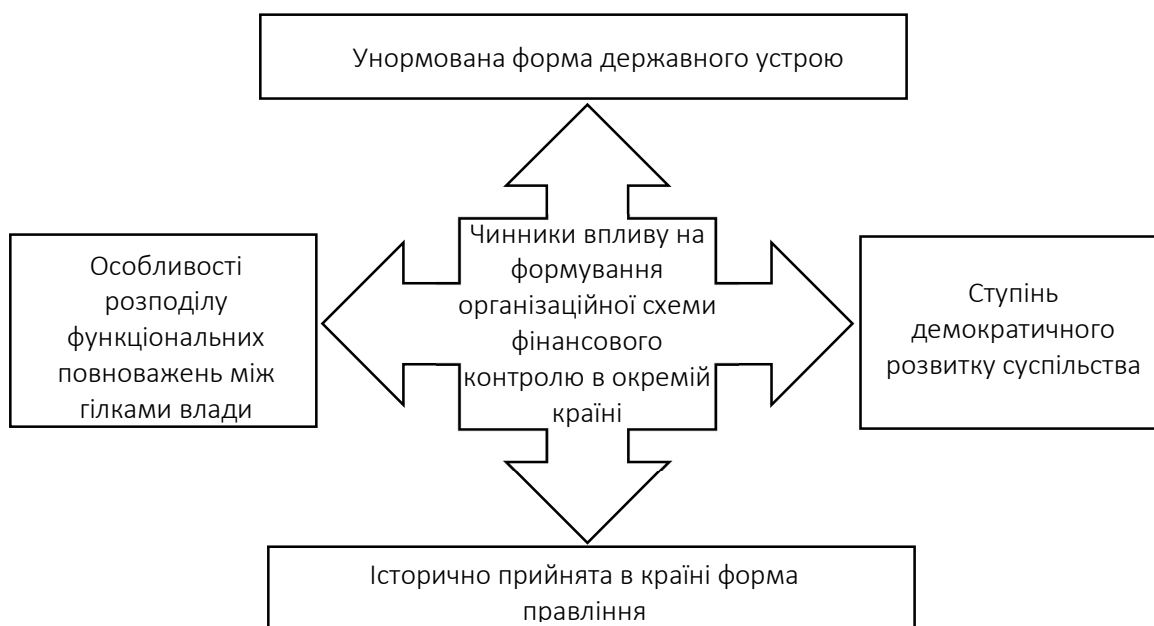 Унормована форма державного устрою
Особливості
розподілу
функціональних
повноважень між
гілками влади
Чинники впливу на
формування
організаційної схеми
фінансового
контролю в окремій
країні
Ступінь
демократичного
розвитку суспільства
Історично прийнята в країні форма
правління